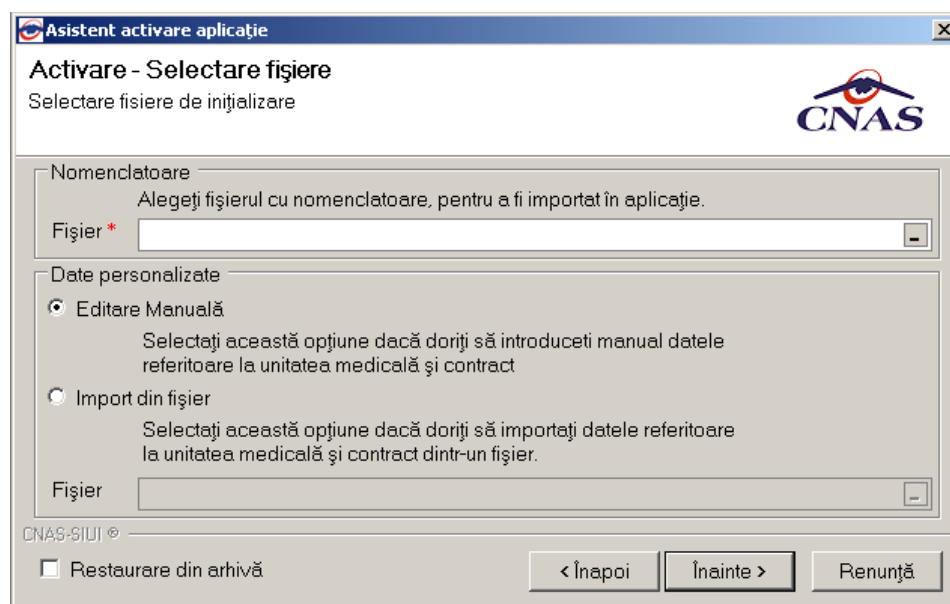 Asistent activare aplicaţie
Activare - Selectare fişiere
Selectare fisiere de iniţializare
CNAS
Nomenclatoare
Alegeţi fişierul cu nomenclatoare, pentru a fi importat în aplicaţie.
Fişier *
Date personalizate
Editare Manuală
Selectaţi această opţiune dacă doriţi să introduceti manual datele
referitoare la unitatea medicală şi contract
Import din fişier
Selectaţi această opţiune dacă doriţi să importaţi datele referitoare
la unitatea medicală şi contract dintr-un fişier.
Fişier
CNAS-SIUI ®
Restaurare din arhivă
< Înapoi
Înainte >
Renunţă